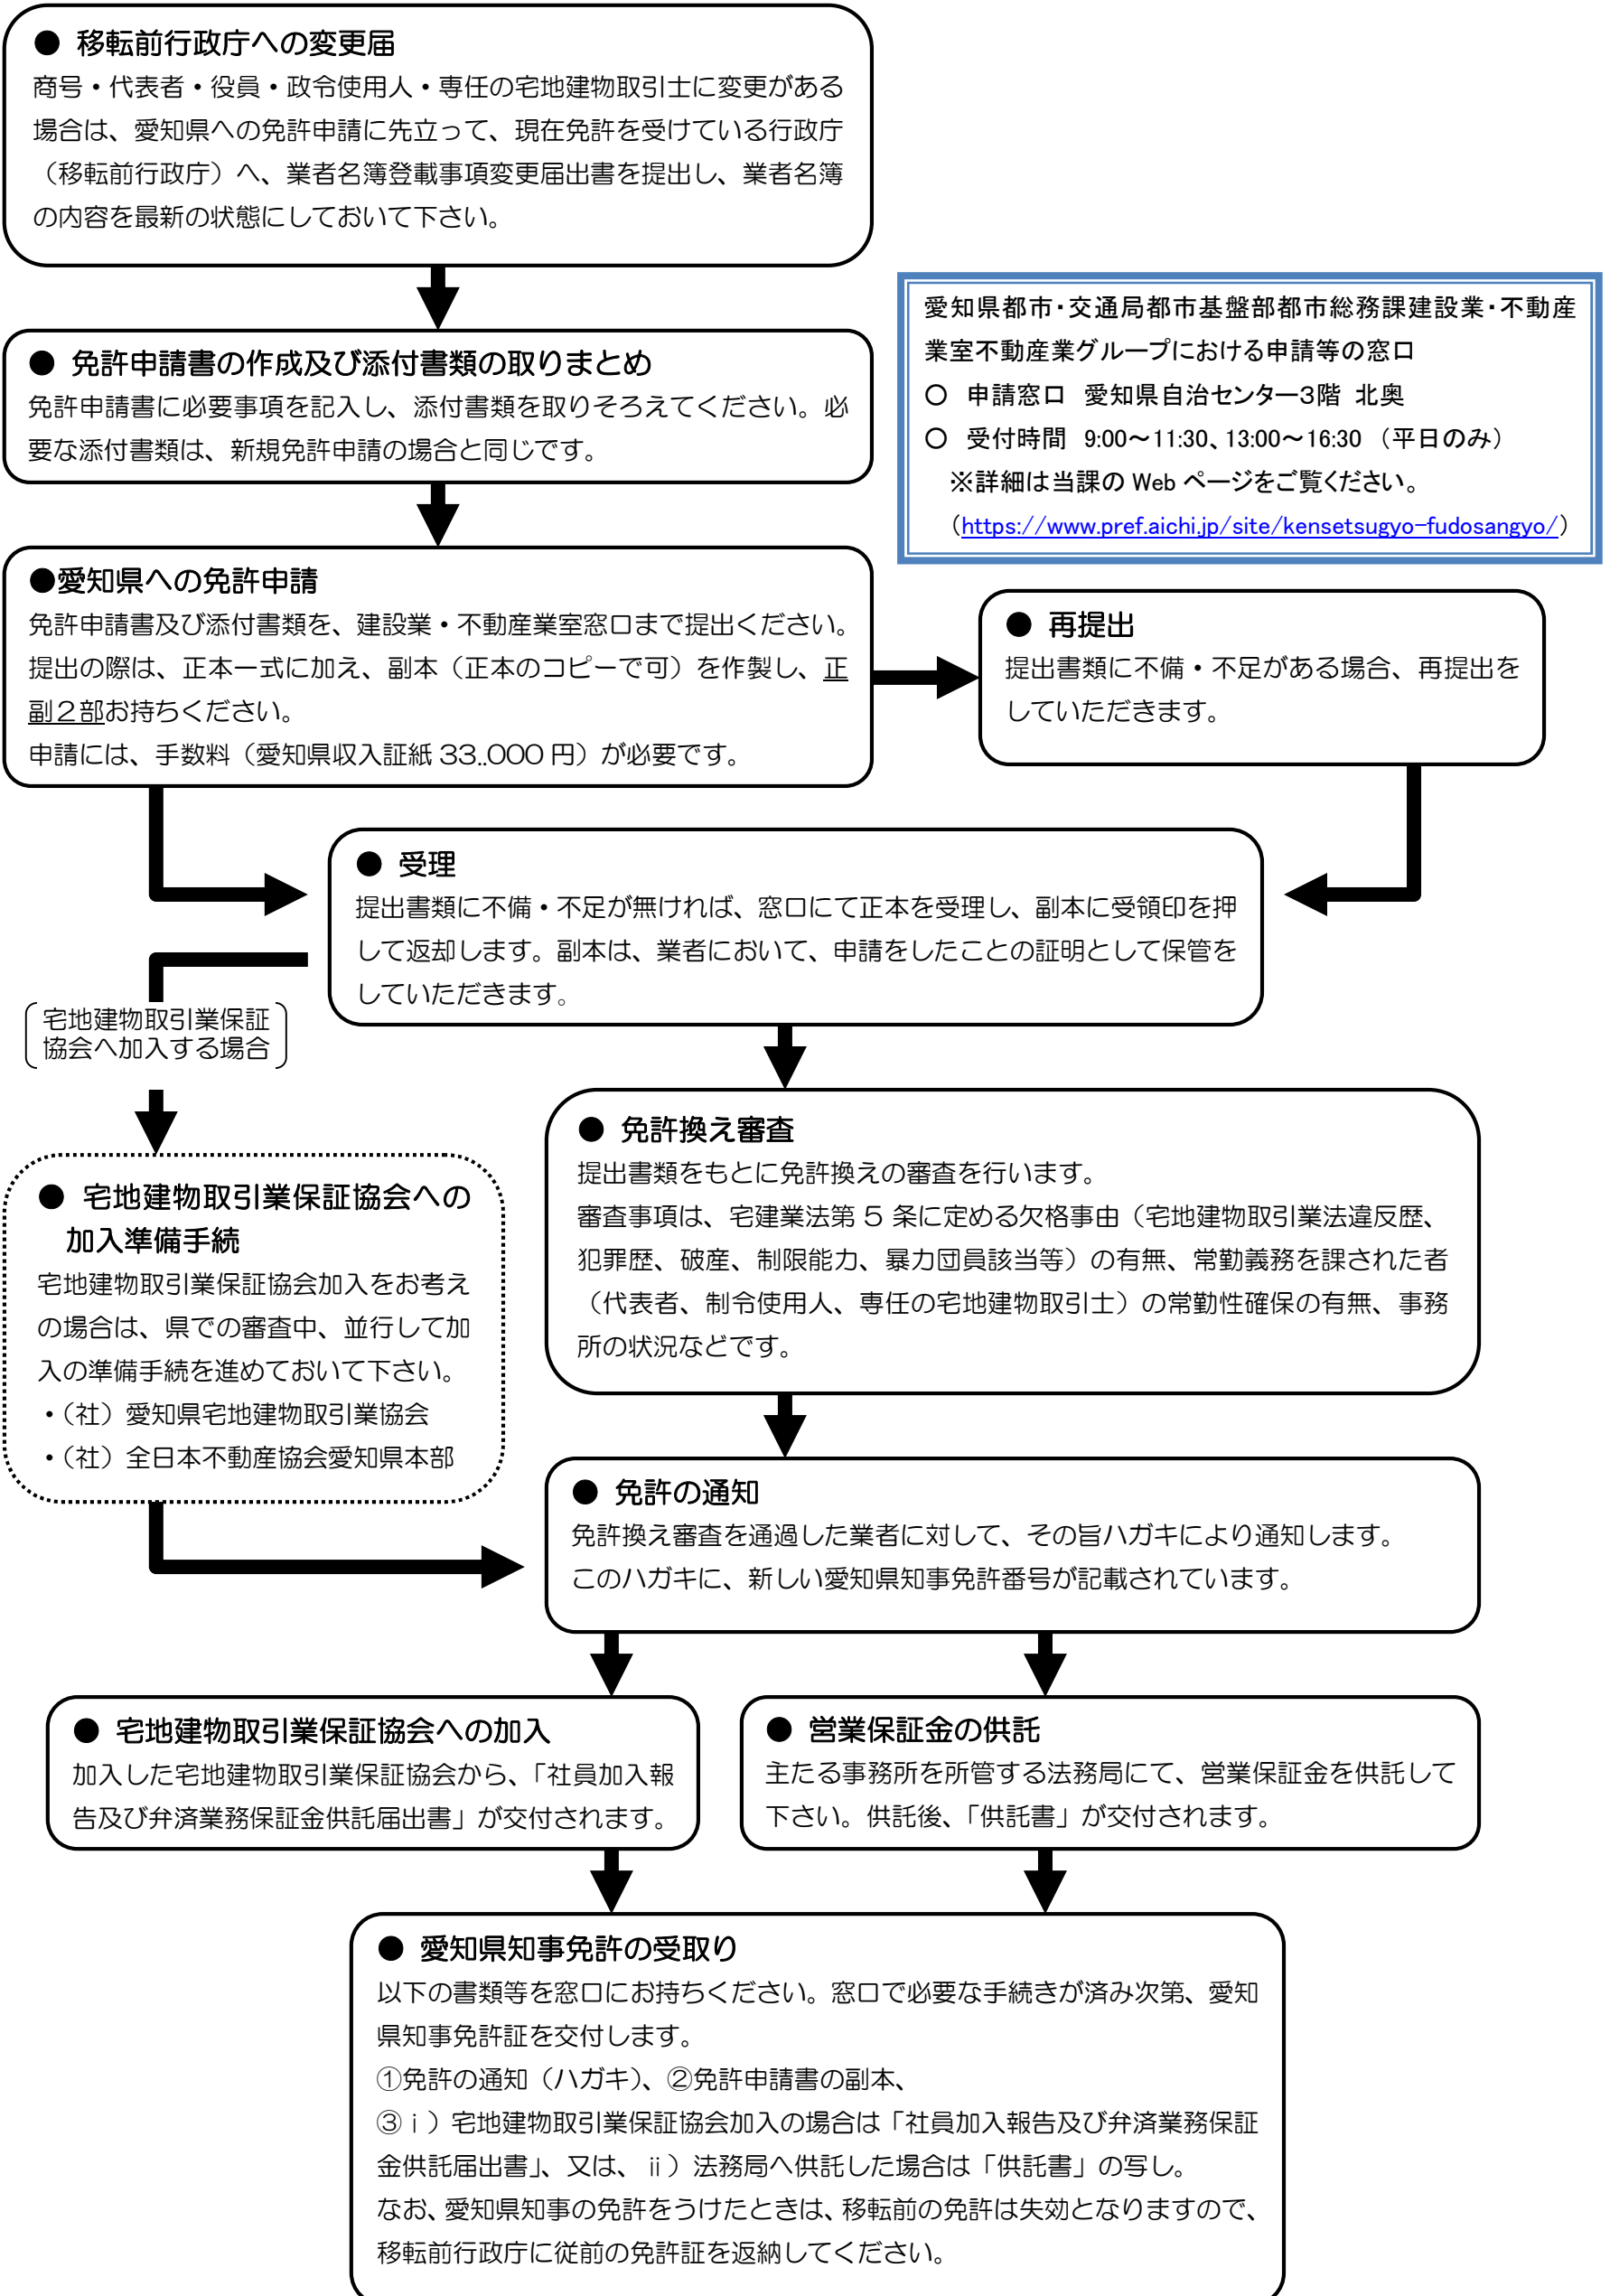 ● 移転前行政庁への変更届
商号・代表者・役員・政令使用人・専任の宅地建物取引士に変更がある
場合は、愛知県への免許申請に先立って、現在免許を受けている行政庁
（移転前行政庁）へ、業者名簿登載事項変更届出書を提出し、業者名簿
の内容を最新の状態にしておいて下さい。
愛知県都市・交通局都市基盤部都市総務課建設業・不動産
業室不動産業グループにおける申請等の窓口
○ 申請窓口 愛知県自治センター3階 北奥
○ 受付時間 9:00～11:30、13:00～16:30 （平日のみ）
※詳細は当課の Web ページをご覧ください。
（https://www.pref.aichi.jp/site/kensetsugyo-fudosangyo/）
● 免許申請書の作成及び添付書類の取りまとめ
免許申請書に必要事項を記入し、添付書類を取りそろえてください。必
要な添付書類は、新規免許申請の場合と同じです。
●愛知県への免許申請
免許申請書及び添付書類を、建設業・不動産業室窓口まで提出ください。
提出の際は、正本一式に加え、副本（正本のコピーで可）を作製し、正
副２部お持ちください。
申請には、手数料（愛知県収入証紙 33,.000 円）が必要です。
● 再提出
提出書類に不備・不足がある場合、再提出を
していただきます。
● 受理
提出書類に不備・不足が無ければ、窓口にて正本を受理し、副本に受領印を押
して返却します。副本は、業者において、申請をしたことの証明として保管を
していただきます。
宅地建物取引業保証
協会へ加入する場合
● 免許換え審査
提出書類をもとに免許換えの審査を行います。
審査事項は、宅建業法第 5 条に定める欠格事由（宅地建物取引業法違反歴、
犯罪歴、破産、制限能力、暴力団員該当等）の有無、常勤義務を課された者
（代表者、制令使用人、専任の宅地建物取引士）の常勤性確保の有無、事務
所の状況などです。
● 宅地建物取引業保証協会への
加入準備手続
宅地建物取引業保証協会加入をお考え
の場合は、県での審査中、並行して加
入の準備手続を進めておいて下さい。
・（社）愛知県宅地建物取引業協会
・（社）全日本不動産協会愛知県本部
● 免許の通知
免許換え審査を通過した業者に対して、その旨ハガキにより通知します。
このハガキに、新しい愛知県知事免許番号が記載されています。
● 宅地建物取引業保証協会への加入
加入した宅地建物取引業保証協会から、「社員加入報
告及び弁済業務保証金供託届出書」が交付されます。
● 営業保証金の供託
主たる事務所を所管する法務局にて、営業保証金を供託して
下さい。供託後、「供託書」が交付されます。
● 愛知県知事免許の受取り
以下の書類等を窓口にお持ちください。窓口で必要な手続きが済み次第、愛知
県知事免許証を交付します。
①免許の通知（ハガキ）、②免許申請書の副本、
③ⅰ）宅地建物取引業保証協会加入の場合は「社員加入報告及び弁済業務保証
金供託届出書」、又は、ⅱ）法務局へ供託した場合は「供託書」の写し。
なお、愛知県知事の免許をうけたときは、移転前の免許は失効となりますので、
移転前行政庁に従前の免許証を返納してください。